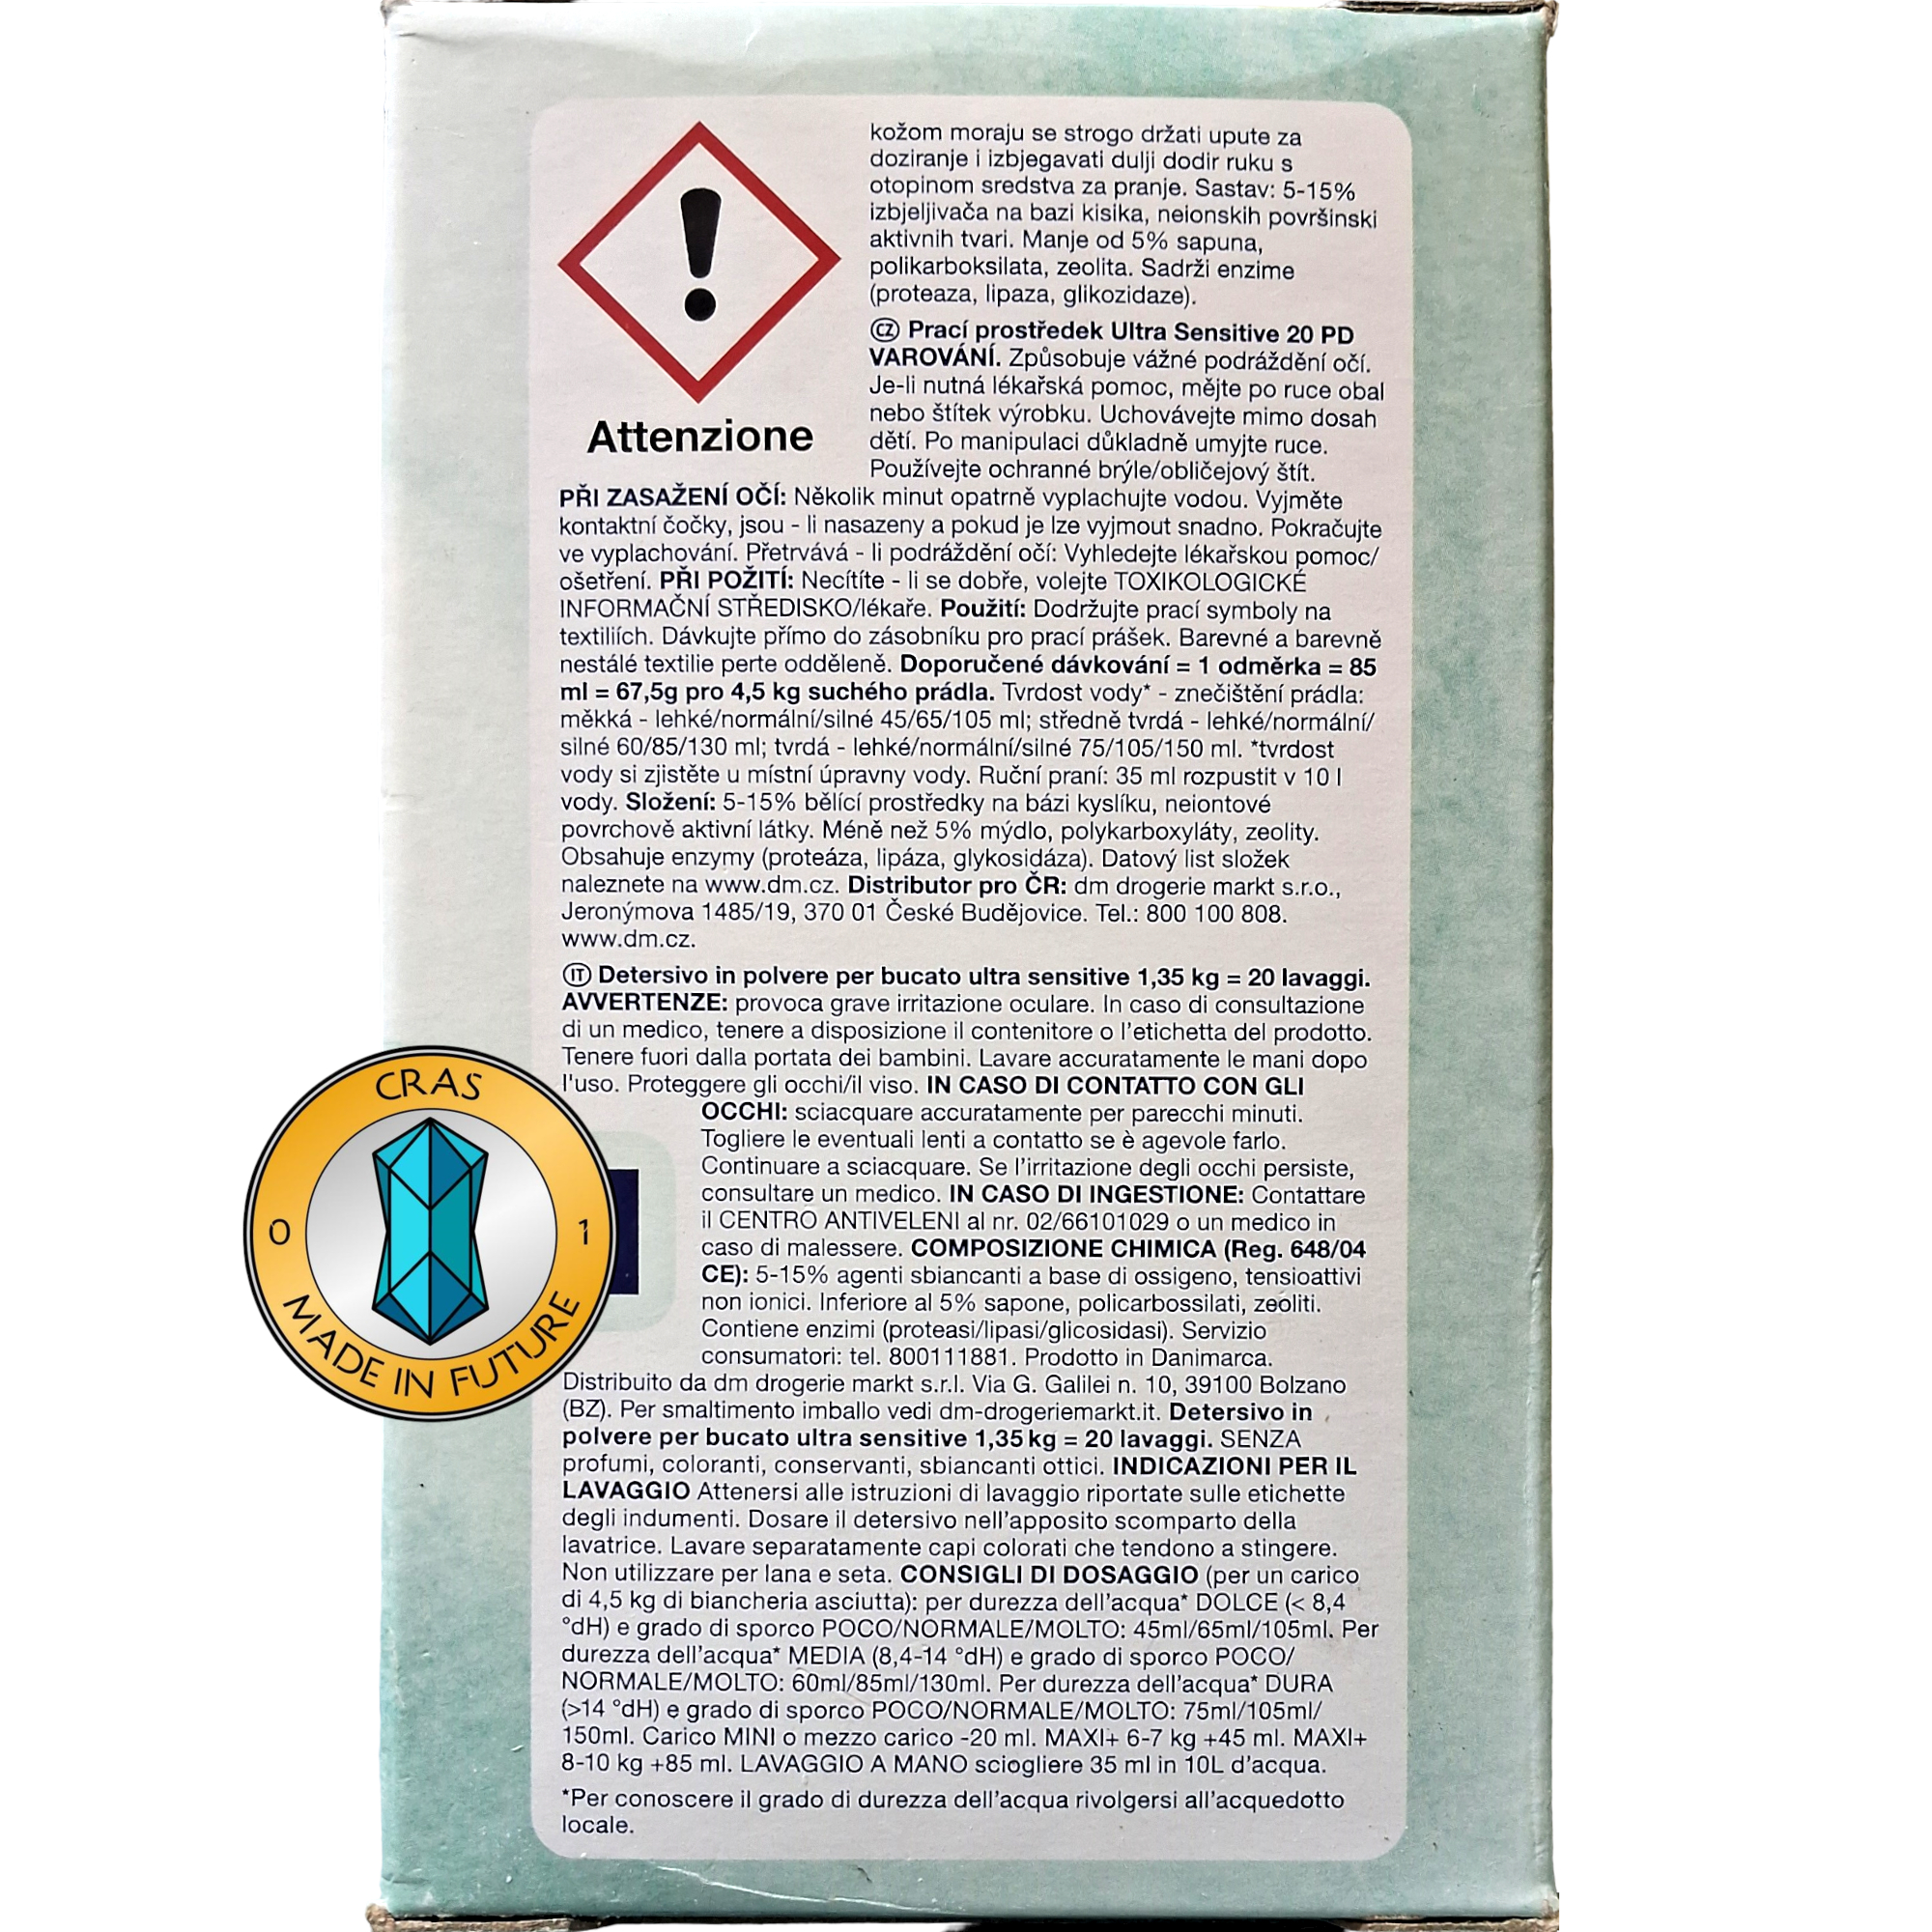 kožom moraju se strogo držati upute za
doziranje i izbjegavati dulji dodir ruku s
otopinom sredstva za pranje. Sastav: 5-15%
izbjeljivača na bazi kisika, neionskih površinski
aktivnih tvari. Manje od 5% sapuna,
polikarboksilata, zeolita. Sadrži enzime
(proteaza, lipaza, glikozidaze).
Attenzione
CZ Prací prostředek Ultra Sensitive 20 PD
VAROVÁNÍ. Způsobuje vážné podráždění očí.
Je-li nutná lékařská pomoc, mějte po ruce obal
nebo štítek výrobku. Uchovávejte mimo dosah
dětí. Po manipulaci důkladně umyjte ruce.
Používejte ochranné brýle/obličejový štít.
PŘI ZASAŽENÍ OČÍ: Několik minut opatrně vyplachujte vodou. Vyjměte
kontaktní čočky, jsou - li nasazeny a pokud je lze vyjmout snadno. Pokračujte
ve vyplachování. Přetrvává - li podráždění očí: Vyhledejte lékařskou pomoc/
ošetření. PŘI POŽITÍ: Necítíte - li se dobře, volejte TOXIKOLOGICKÉ
INFORMAČNÍ STŘEDISKO/lékaře. Použití: Dodržujte prací symboly na
textiliích. Dávkujte přímo do zásobníku pro prací prášek. Barevné a barevně
nestálé textilie perte odděleně. Doporučené dávkování = 1 odměrka = 85
ml = 67,5g pro 4,5 kg suchého prádla. Tvrdost vody* - znečištění prádla:
měkká - lehké/normální/silné 45/65/105 ml; středně tvrdá - lehké/normální/
silné 60/85/130 ml; tvrdá - lehké/normální/silné 75/105/150 ml. *tvrdost
vody si zjistěte u místní úpravny vody. Ruční praní: 35 ml rozpustit v 10 l
vody. Složení: 5-15% bělící prostředky na bázi kyslíku, neiontové
povrchově aktivní látky. Méně než 5% mýdlo, polykarboxyláty, zeolity.
Obsahuje enzymy (proteáza, lipáza, glykosidáza). Datový list složek
naleznete na www.dm.cz. Distributor pro ČR: dm drogerie markt s.r.o.,
Jeronýmova 1485/19, 370 01 České Budějovice. Tel.: 800 100 808.
www.dm.cz.
IT Detersivo in polvere per bucato ultra sensitive 1,35 kg = 20 lavaggi.
AVVERTENZE: provoca grave irritazione oculare. In caso di consultazione
di un medico, tenere a disposizione il contenitore o l'etichetta del prodotto.
Tenere fuori dalla portata dei bambini. Lavare accuratamente le mani dopo
l'uso. Proteggere gli occhi/il viso. IN CASO DI CONTATTO CON GLI
OCCHI: sciacquare accuratamente per parecchi minuti.
Togliere le eventuali lenti a contatto se è agevole farlo.
Continuare a sciacquare. Se l'irritazione degli occhi persiste,
consultare un medico. IN CASO DI INGESTIONE: Contattare
il CENTRO ANTIVELENI al nr. 02/66101029 o un medico in
caso di malessere. COMPOSIZIONE CHIMICA (Reg. 648/04
CE): 5-15% agenti sbiancanti a base di ossigeno, tensioattivi
non ionici. Inferiore al 5% sapone, policarbossilati, zeoliti.
Contiene enzimi (proteasi/lipasi/glicosidasi). Servizio
consumatori: tel. 800111881. Prodotto in Danimarca.
Distribuito da dm drogerie markt s.r.l. Via G. Galilei n. 10, 39100 Bolzano
(BZ). Per smaltimento imballo vedi dm-drogeriemarkt.it. Detersivo in
polvere per bucato ultra sensitive 1,35 kg = 20 lavaggi. SENZA
profumi, coloranti, conservanti, sbiancanti ottici. INDICAZIONI PER IL
LAVAGGIO Attenersi alle istruzioni di lavaggio riportate sulle etichette
degli indumenti. Dosare il detersivo nell'apposito scomparto della
lavatrice. Lavare separatamente capi colorati che tendono a stingere.
Non utilizzare per lana e seta. CONSIGLI DI DOSAGGIO (per un carico
di 4,5 kg di biancheria asciutta): per durezza dell'acqua* DOLCE (< 8,4
°dH) e grado di sporco POCO/NORMALE/MOLTO: 45ml/65ml/105ml. Per
durezza dell'acqua* MEDIA (8,4-14 °dH) e grado di sporco POCO/
NORMALE/MOLTO: 60ml/85ml/130ml. Per durezza dell'acqua* DURA
(>14 °dH) e grado di sporco POCO/NORMALE/MOLTO: 75ml/105ml/
150ml. Carico MINI o mezzo carico -20 ml. MAXI+ 6-7 kg +45 ml. MAXI+
8-10 kg +85 ml. LAVAGGIO A MANO sciogliere 35 ml in 10L d'acqua.
*Per conoscere il grado di durezza dell'acqua rivolgersi all'acquedotto
locale.
CRAS
0 1
MADE IN FUTURE